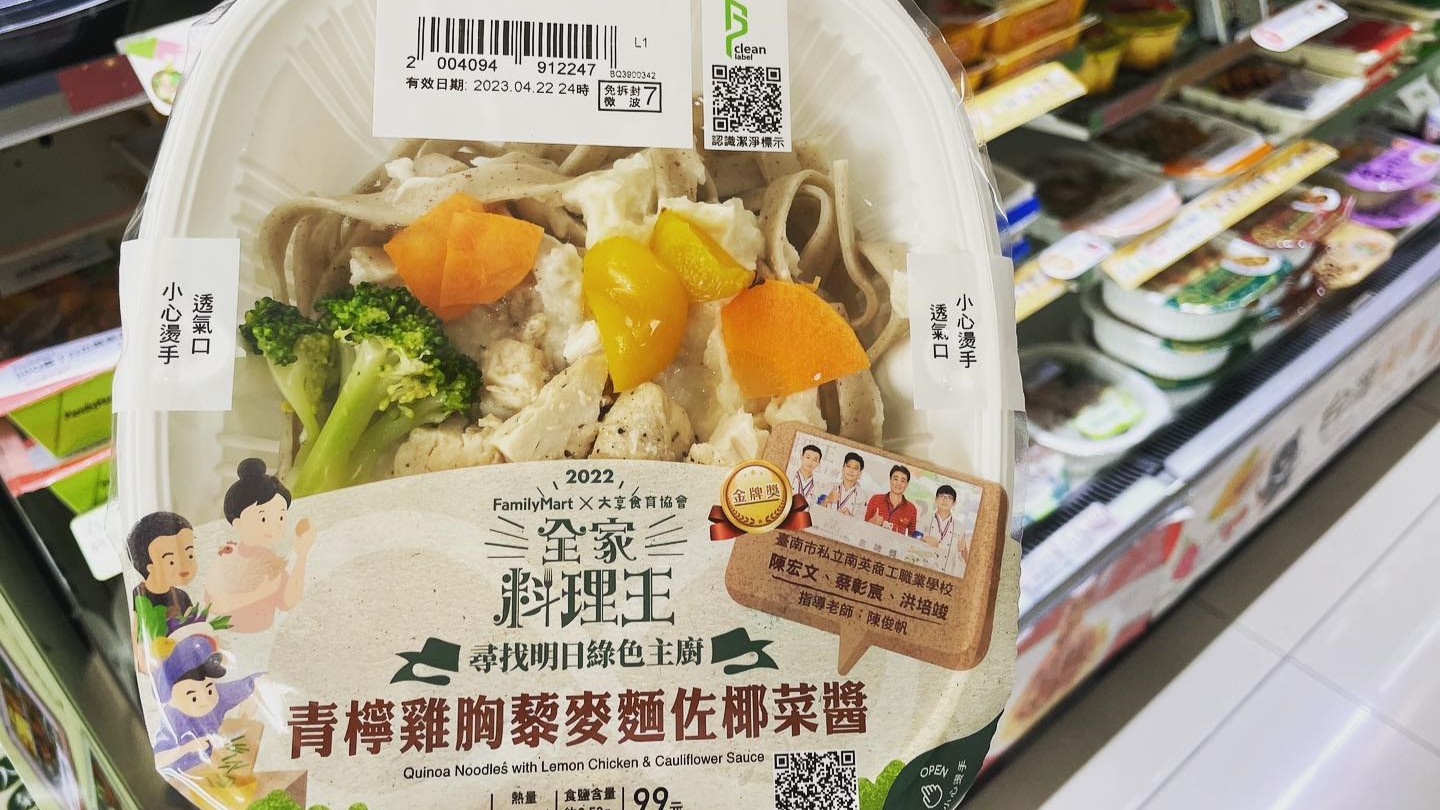 clean
label
L1
2 004094 912247
BQ3900342
有效日期: 2023.04.22 24時
免拆封
微波 7
認識潔淨標示
透氣口
小心燙手
小心燙手
透氣口
2022
FamilyMart × 大享食育協會
全家
料理王
尋找明日綠色主廚
金牌獎
臺南市私立南英商工職業學校
陳宏文、蔡彰宸、洪培竣
指導老師：陳俊帆
青檸雞胸藜麥麵佐椰菜醬
Quinoa Noodles with Lemon Chicken & Cauliflower Sauce
熱量
食鹽含量
99元
OPEN
小心燙手